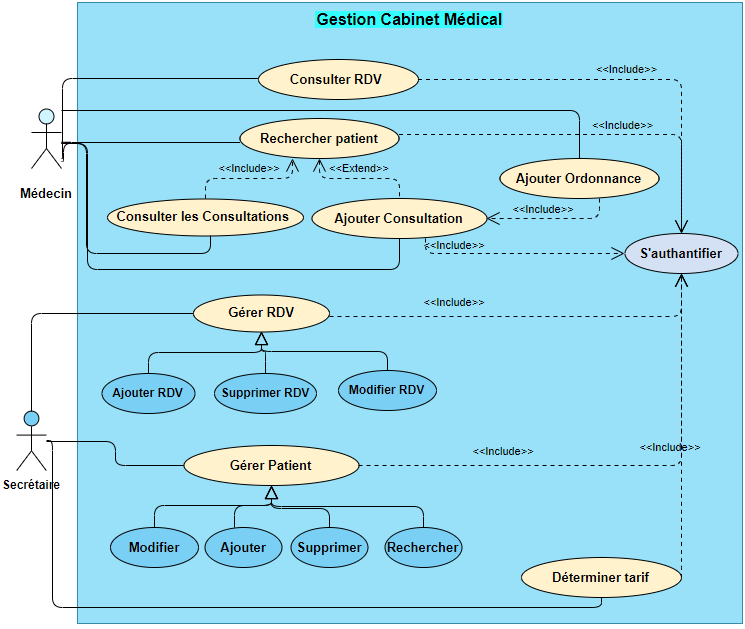 Gestion Cabinet Médical
<<Include>>
Consulter RDV
<<Include>>
Rechercher patient
<<Include>>
<<Extend>>
Ajouter Ordonnance
Médecin
<<Include>>
Consulter les Consultations
Ajouter Consultation
<<Include>>
S'authantifier
<<Include>>
Gérer RDV
Ajouter RDV
Supprimer RDV
Modifier RDV
<<Include>>
<<Include>>
Gérer Patient
Secrétaire
Modifier
Ajouter
Supprimer
Rechercher
Déterminer tarif